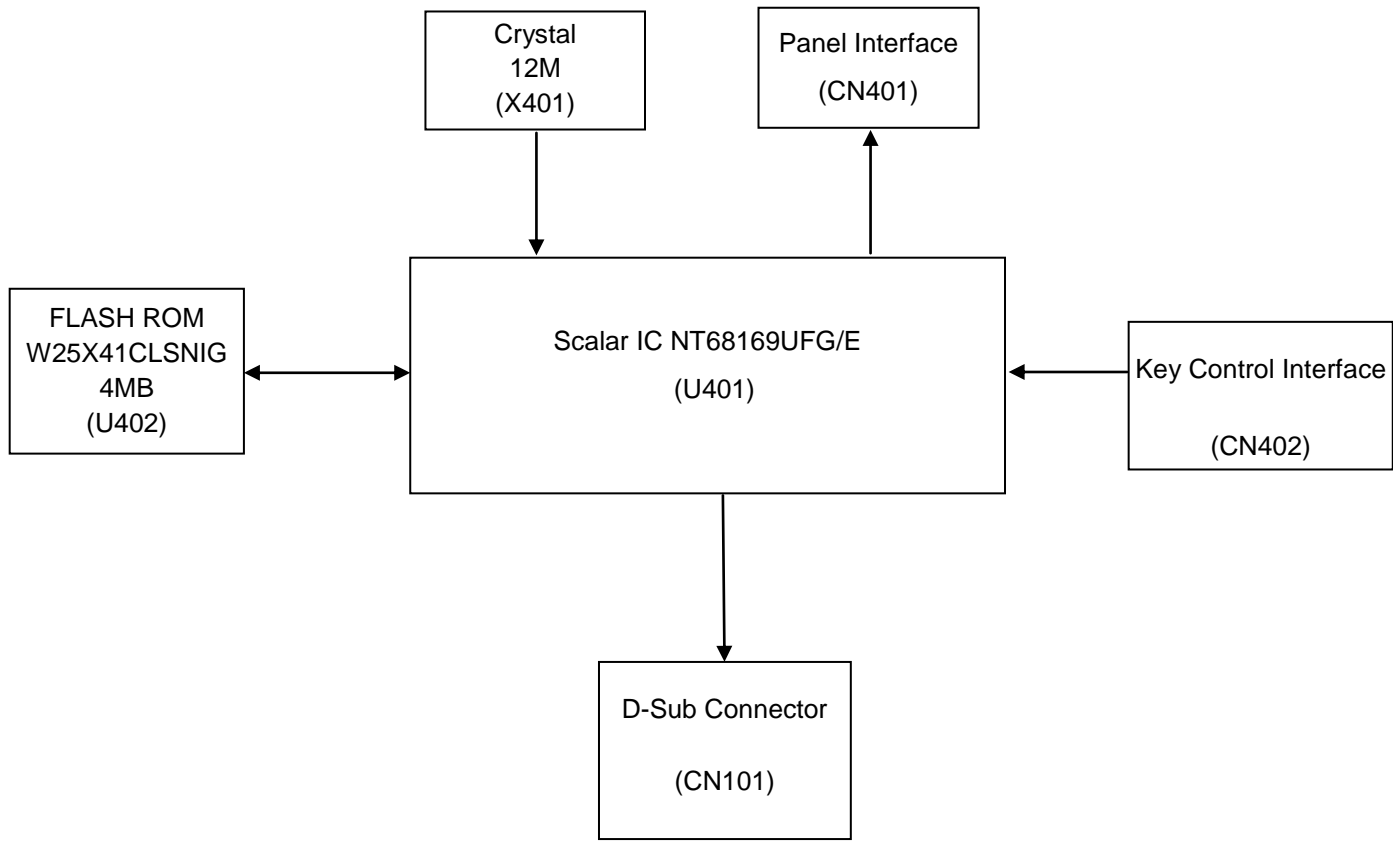 Crystal
12M
(X401)
Panel Interface
(CN401)
FLASH ROM
W25X41CLSNIG
4MB
(U402)
Scalar IC NT68169UFG/E
(U401)
Key Control Interface
(CN402)
D-Sub Connector
(CN101)